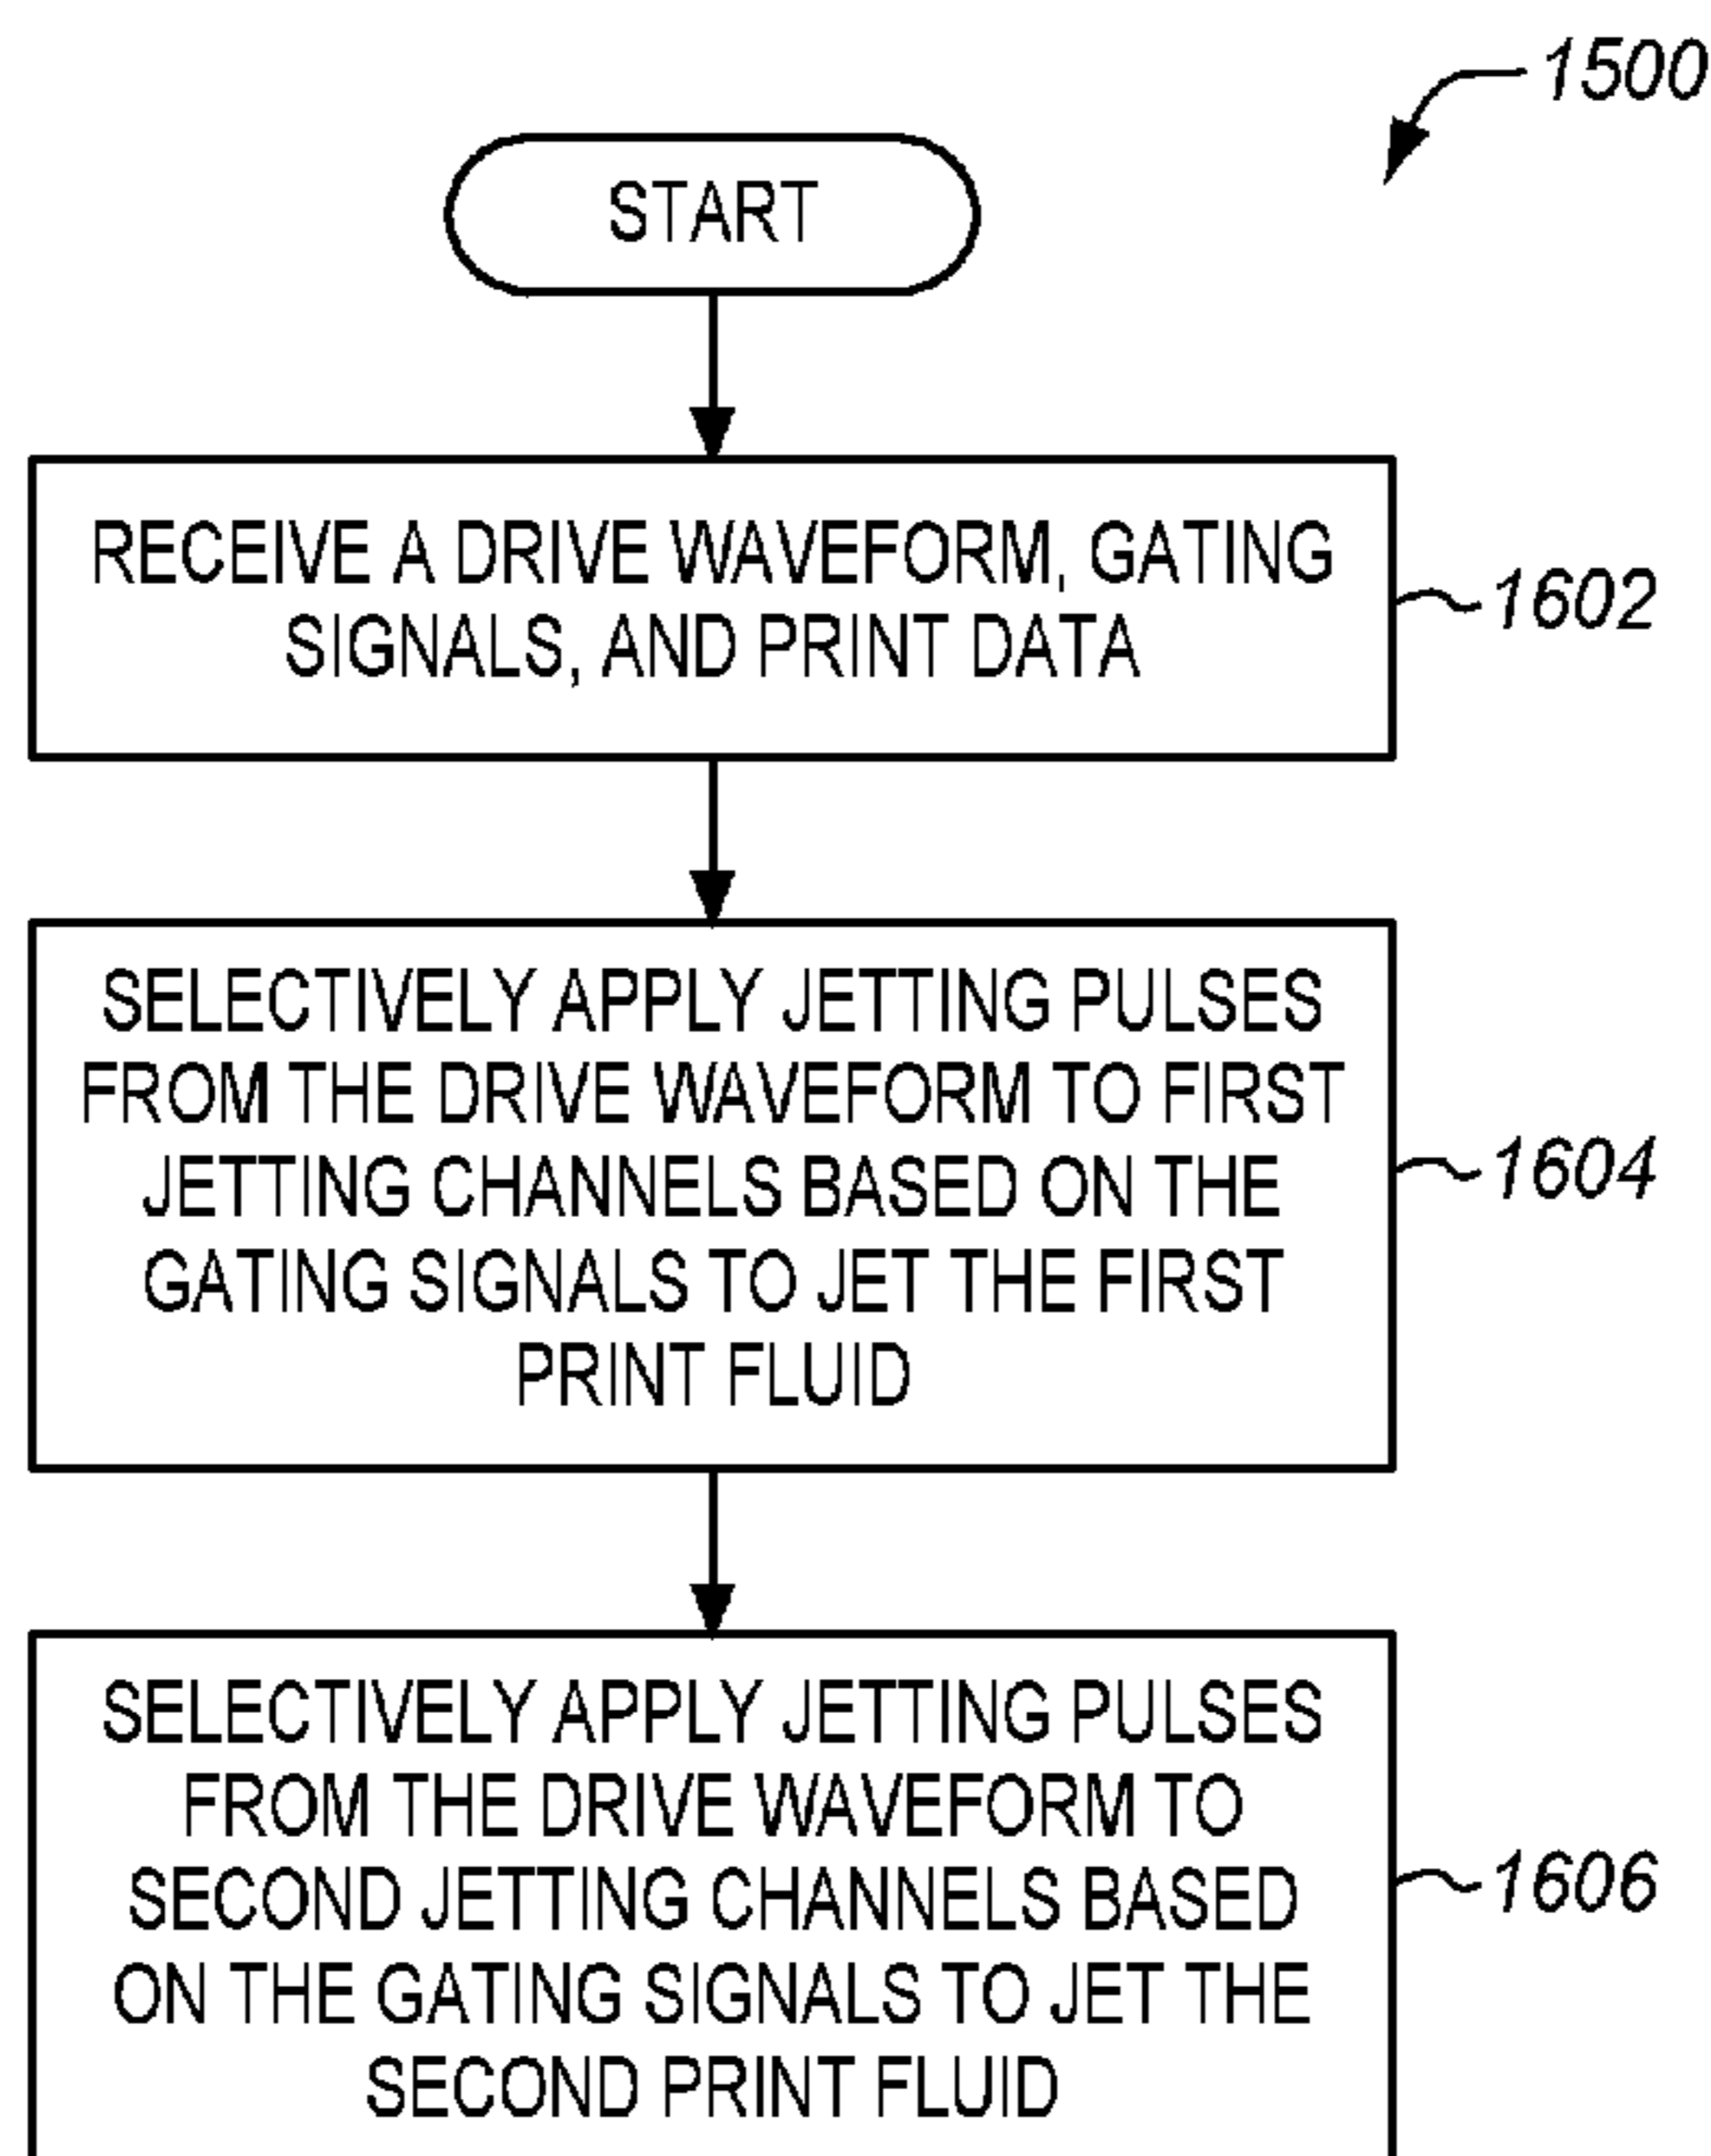 1500
START
RECEIVE A DRIVE WAVEFORM, GATING
SIGNALS, AND PRINT DATA
1602
SELECTIVELY APPLY JETTING PULSES
FROM THE DRIVE WAVEFORM TO FIRST
JETTING CHANNELS BASED ON THE
GATING SIGNALS TO JET THE FIRST
PRINT FLUID
1604
SELECTIVELY APPLY JETTING PULSES
FROM THE DRIVE WAVEFORM TO
SECOND JETTING CHANNELS BASED
ON THE GATING SIGNALS TO JET THE
SECOND PRINT FLUID
1606